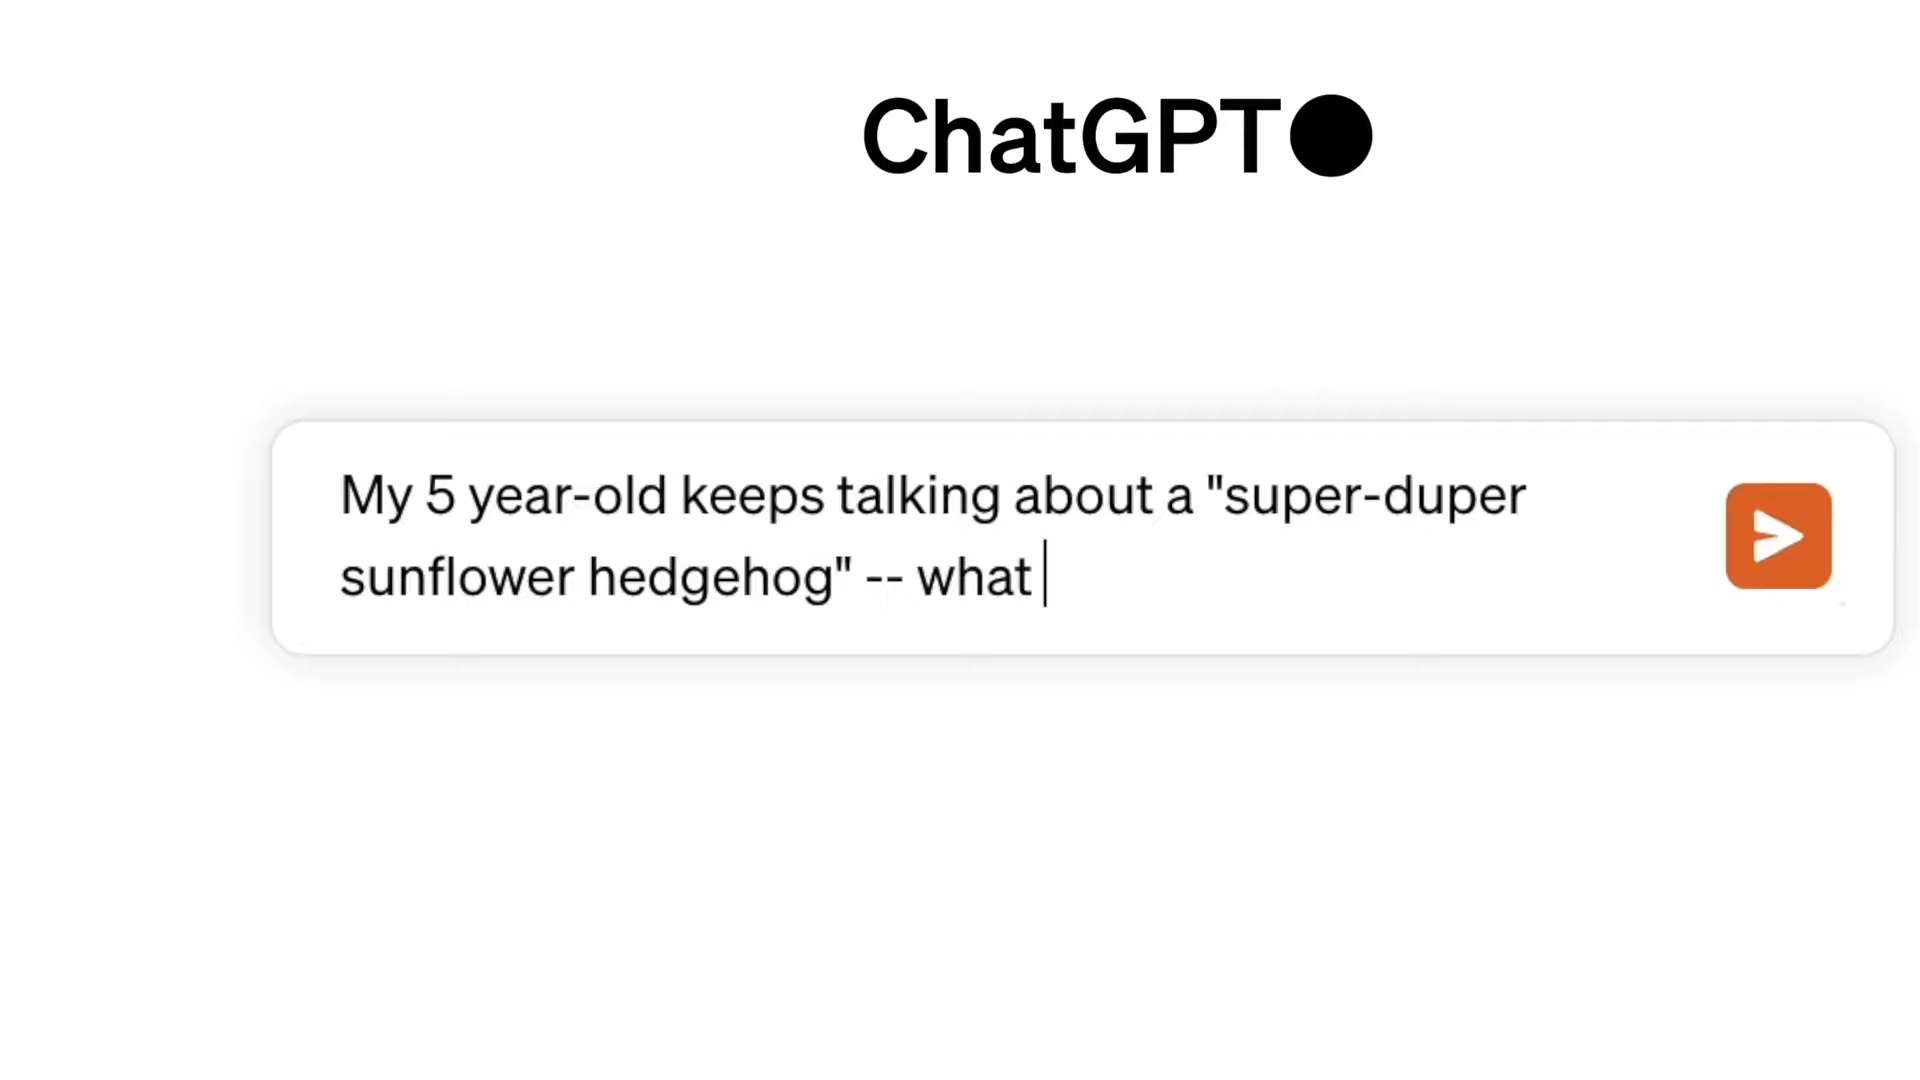 ChatGPT
My 5 year-old keeps talking about a "super-duper
sunflower hedgehog" -- what